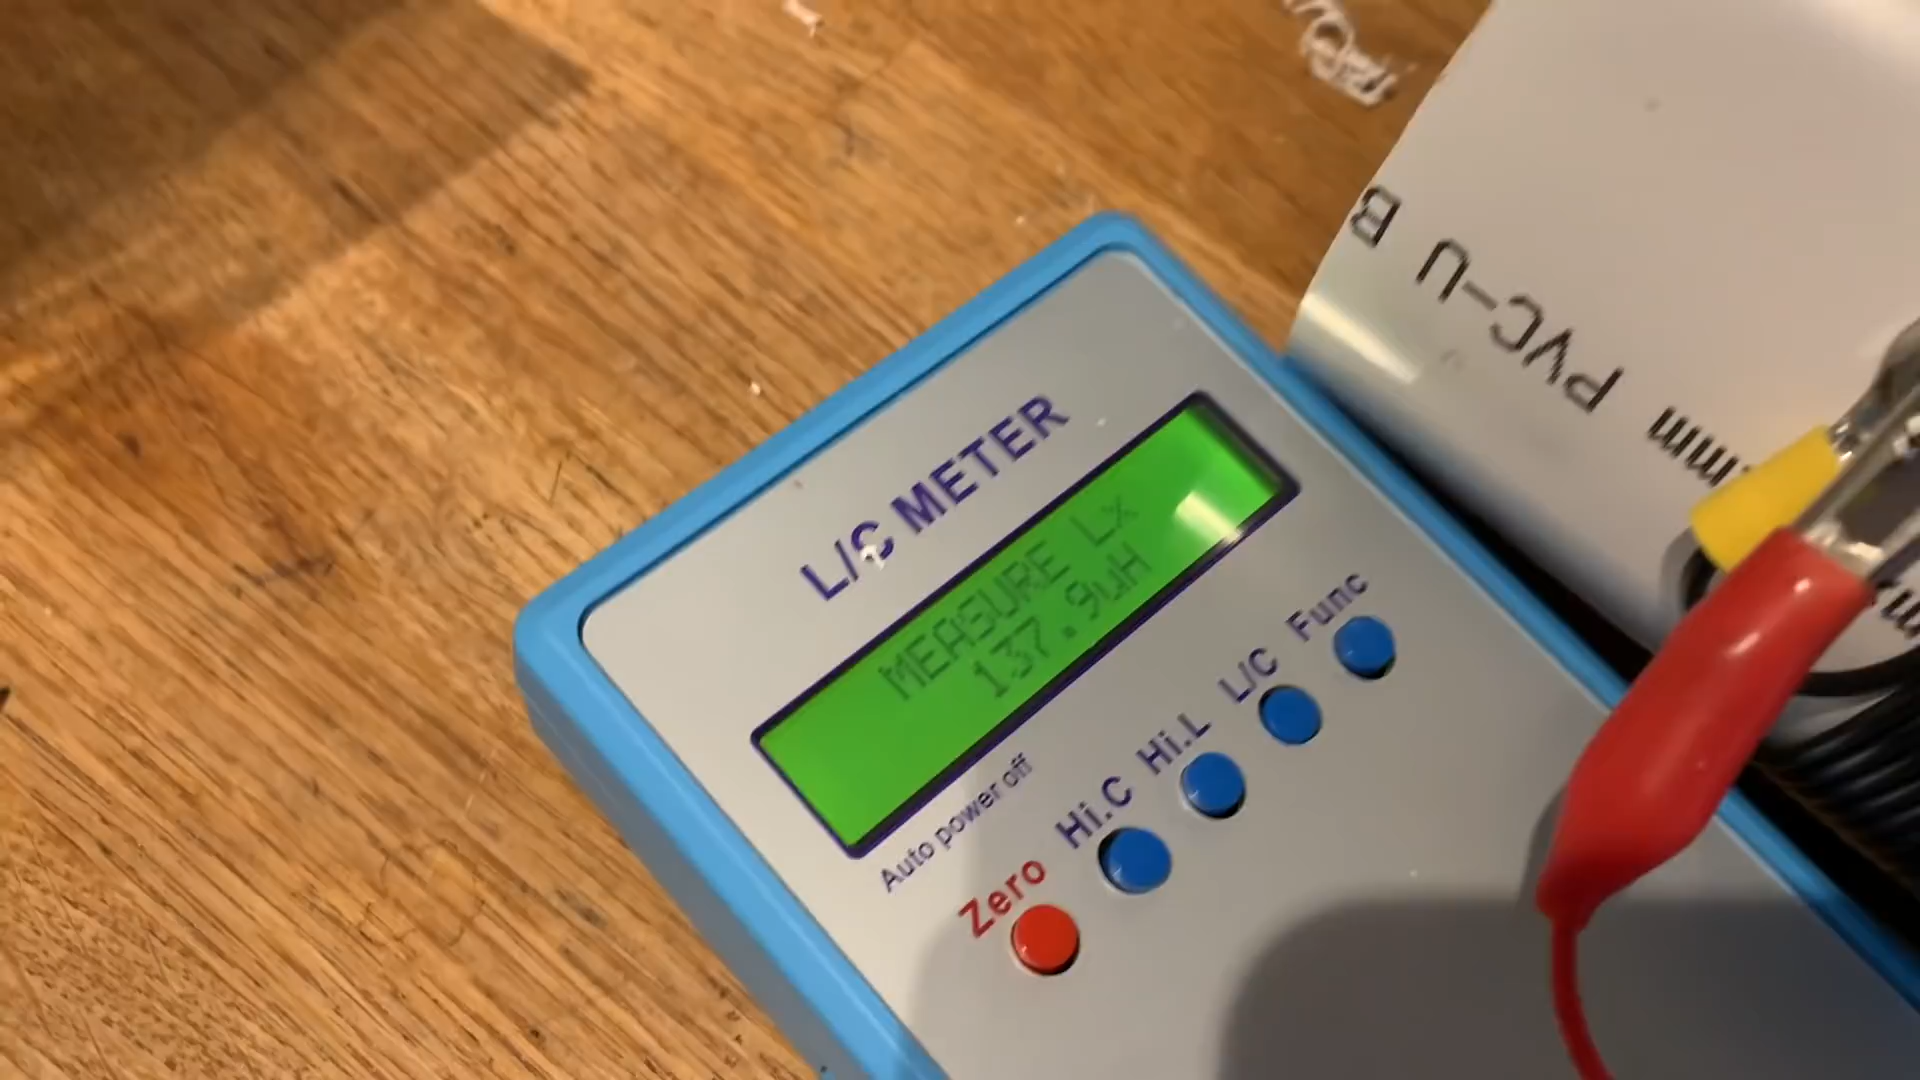 L/C METER
MEASURE Lx
137.9uH
Auto power off
Zero
Hi.C
Hi.L
L/C
Func
mm PVC-U B